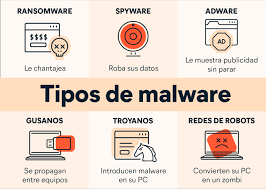 RANSOMWARE SPYWARE ADWARE
$$$$
AD
Le chantajea Roba sus datos Le muestra publicidad
sin parar
Tipos de malware
GUSANOS TROYANOS REDES DE ROBOTS
Se propagan Introducen malware Convierten su PC
entre equipos en su PC en un zombi